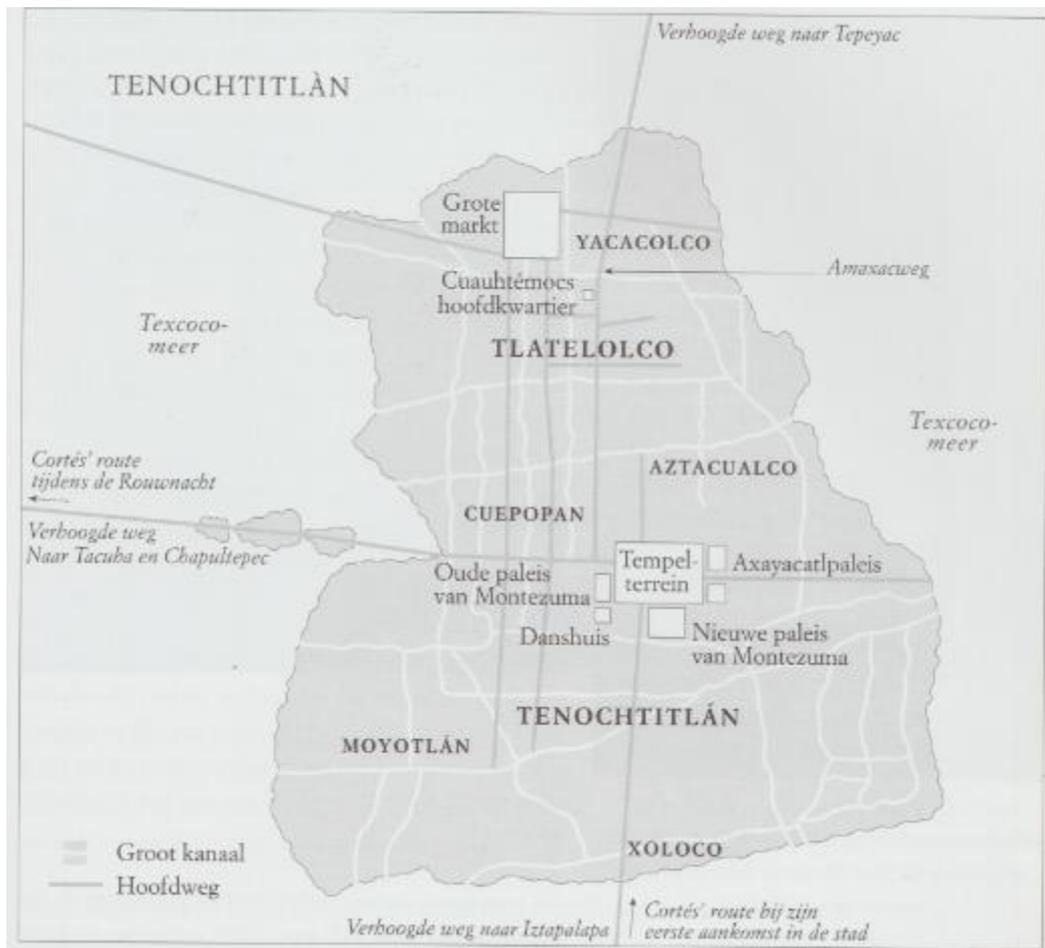 Verhoogde weg naar Tepeyac
TENOCHTITLÀN
Grote
markt
YACACOLCO
Amaxacweg
Cuauhtémocs
hoofdkwartier
Texcoco-
meer
TLATELOLCO
Texcoco-
meer
Cortés' route
tijdens de Rouwnacht
AZTACUALCO
CUEPOPAN
Verhoogde weg
Naar Tacuba en Chapultepec
Tempel-
terrein
Axayacatlpaleis
Oude paleis
van Montezuma
Danshuis
Nieuwe paleis
van Montezuma
TENOCHTITLÁN
MOYOTLÁN
XOLOCO
Groot kanaal
Hoofdweg
Verhoogde weg naar Iztapalapa
Cortés' route bij zijn
eerste aankomst in de stad